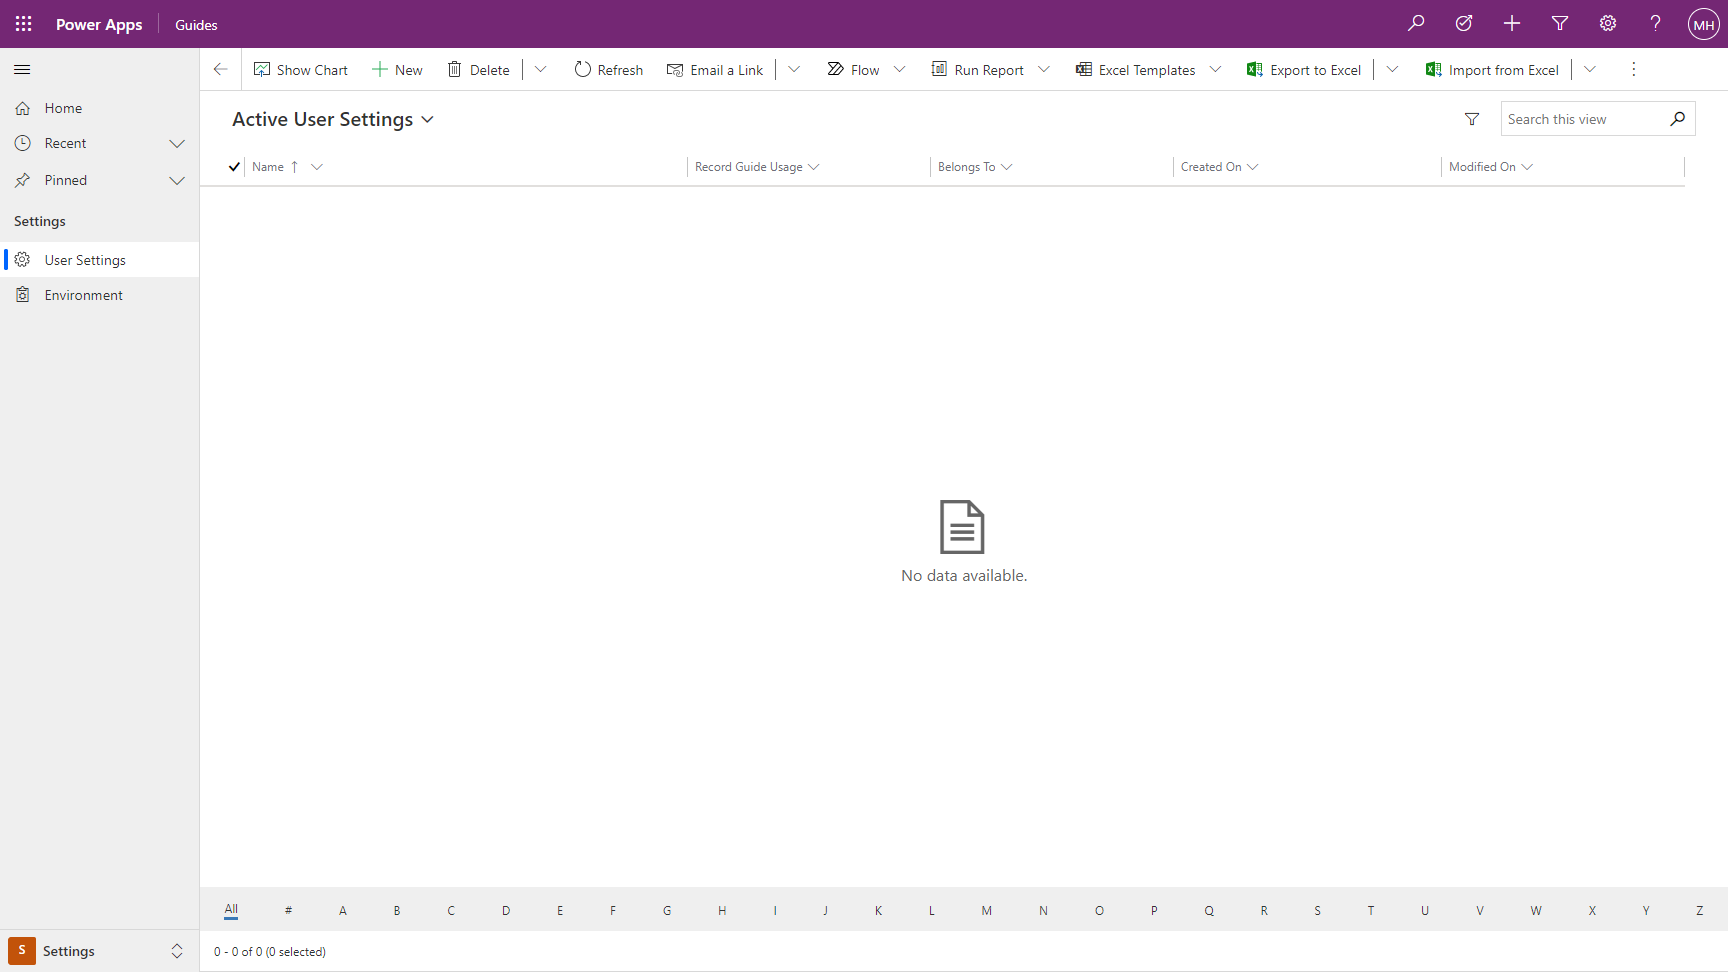 Power Apps
Guides
MH
Show Chart
New
Delete
Refresh
Email a Link
Flow
Run Report
Excel Templates
Export to Excel
Import from Excel
Home
Recent
Pinned
Settings
User Settings
Environment
Active User Settings
Search this view
Name
Record Guide Usage
Belongs To
Created On
Modified On
No data available.
All # A B C D E F G H I J K L M N O P Q R S T U V W X Y Z
S Settings
0 - 0 of 0 (0 selected)